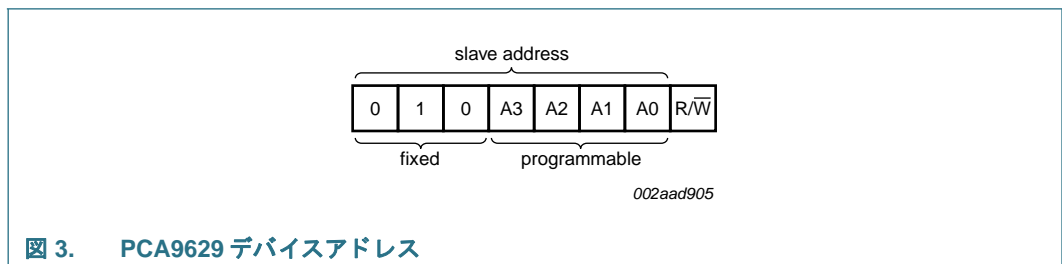 slave address
0 1 0 A3 A2 A1 A0 R/W̅
fixed programmable
002aad905
図 3. PCA9629 デバイスアドレス